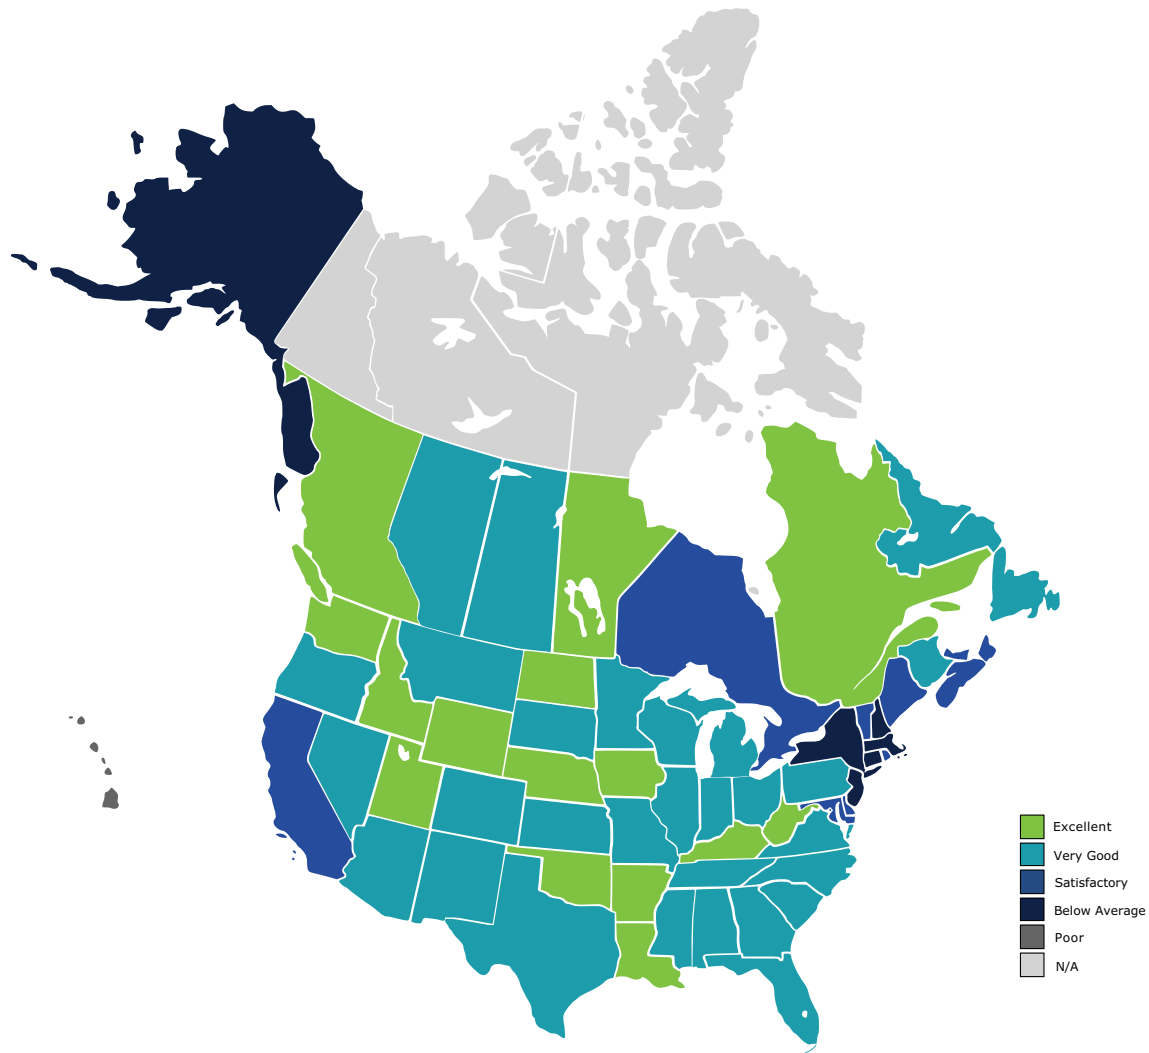 Excellent
Very Good
Satisfactory
Below Average
Poor
N/A